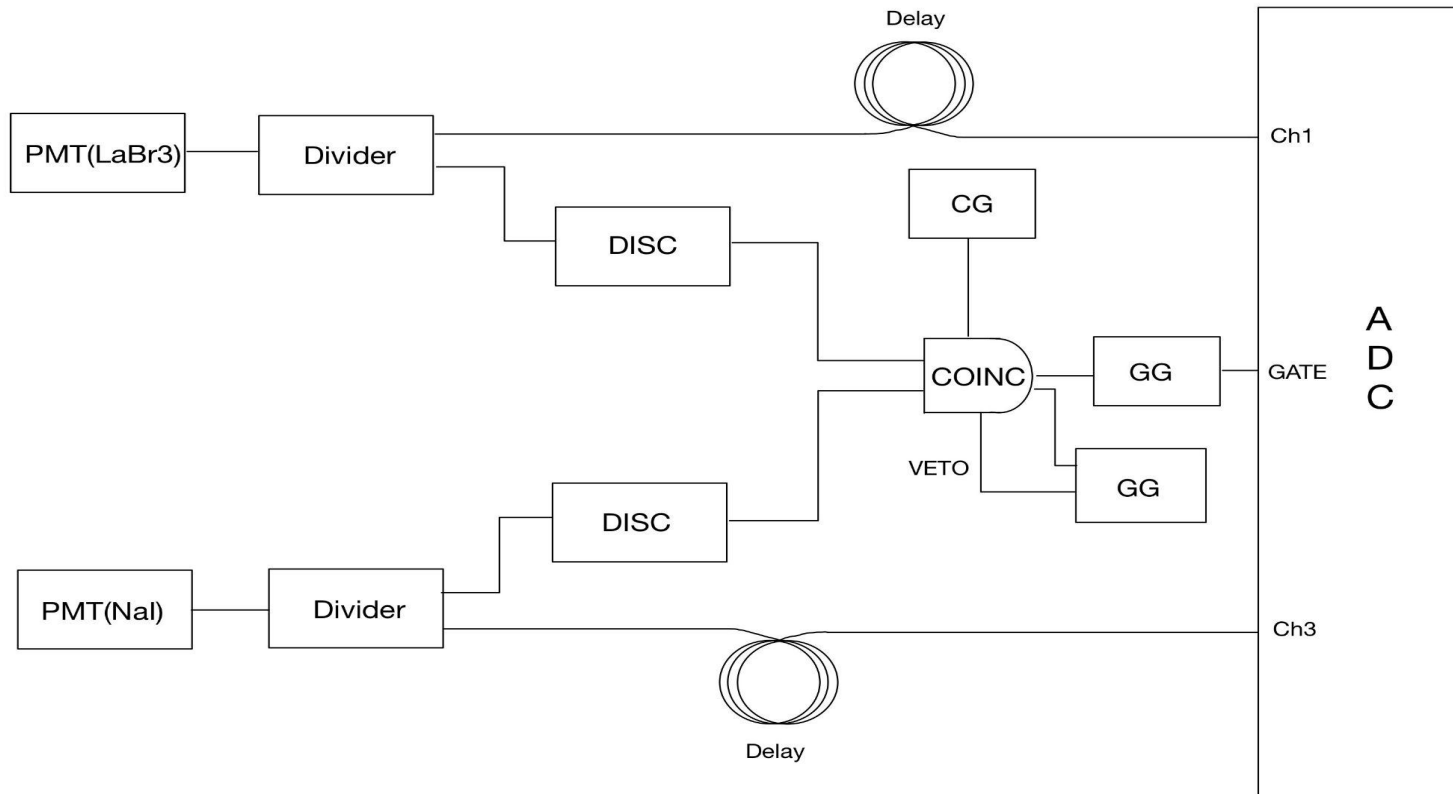 Delay
PMT(LaBr3)
Divider
Ch1
DISC
CG
COINC
GG
GATE
A
D
C
VETO
GG
DISC
PMT(NaI)
Divider
Ch3
Delay